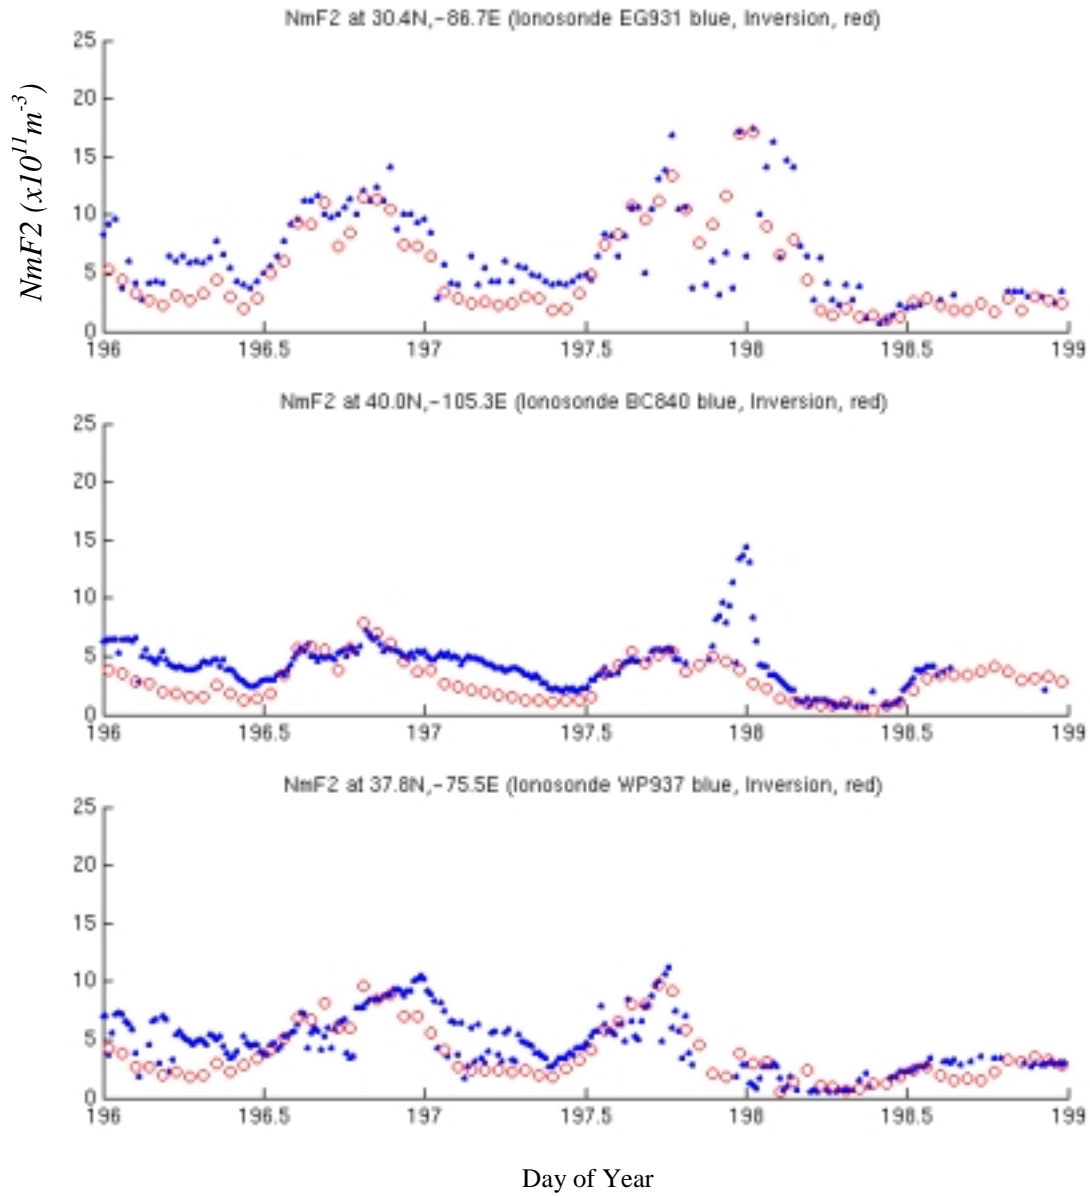 NmF2 at 30.4N,-86.7E (Ionosonde EG931 blue, Inversion, red)
25
20
15
10
5
0
196 196.5 197 197.5 198 198.5 199
NmF2 (x10^11 m^-3)
NmF2 at 40.0N,-105.3E (Ionosonde BC840 blue, Inversion, red)
25
20
15
10
5
0
196 196.5 197 197.5 198 198.5 199
NmF2 at 37.8N,-75.5E (Ionosonde WP937 blue, Inversion, red)
25
20
15
10
5
0
196 196.5 197 197.5 198 198.5 199
Day of Year